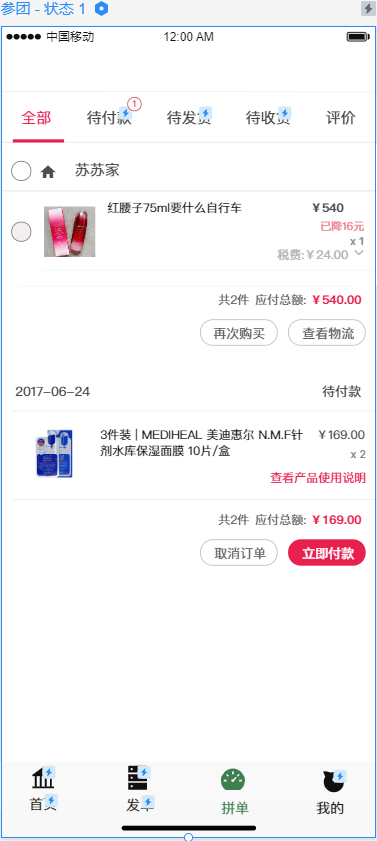 参团 - 状态 1
中国移动 12:00 AM
全部 待付款 1 待发货 待收货 评价
苏苏家
红腰子75ml要什么自行车 ￥540
已降16元
x 1
税费:￥24.00
共2件 应付总额: ￥540.00
再次购买 查看物流
2017-06-24 待付款
3件装 | MEDIHEAL 美迪惠尔 N.M.F针 ￥169.00
剂水库保湿面膜 10片/盒 x 2
查看产品使用说明
共2件 应付总额: ￥169.00
取消订单 立即付款
首页 发单 拼单 我的